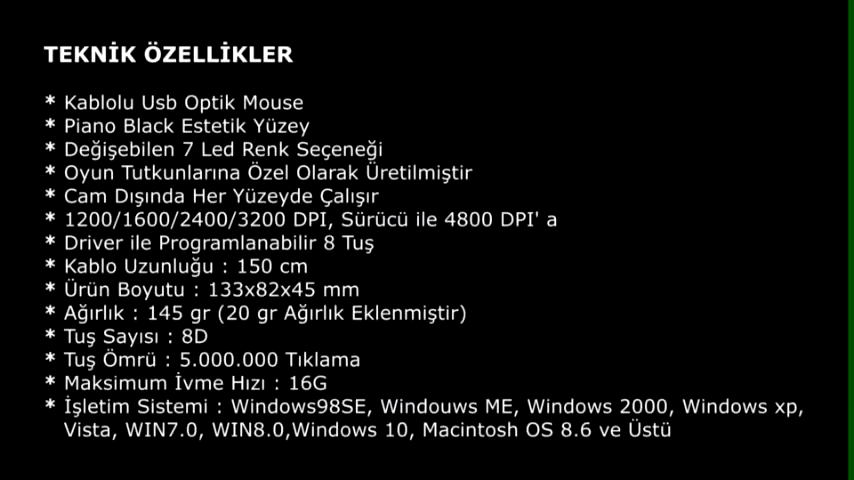 TEKNİK ÖZELLİKLER
* Kablolu Usb Optik Mouse
* Piano Black Estetik Yüzey
* Değişebilen 7 Led Renk Seçeneği
* Oyun Tutkunlarına Özel Olarak Üretilmiştir
* Cam Dışında Her Yüzeyde Çalışır
* 1200/1600/2400/3200 DPI, Sürücü ile 4800 DPI' a
* Driver ile Programlanabilir 8 Tuş
* Kablo Uzunluğu : 150 cm
* Ürün Boyutu : 133x82x45 mm
* Ağırlık : 145 gr (20 gr Ağırlık Eklenmiştir)
* Tuş Sayısı : 8D
* Tuş Ömrü : 5.000.000 Tıklama
* Maksimum İvme Hızı : 16G
* İşletim Sistemi : Windows98SE, Windouws ME, Windows 2000, Windows xp,
Vista, WIN7.0, WIN8.0,Windows 10, Macintosh OS 8.6 ve Üstü